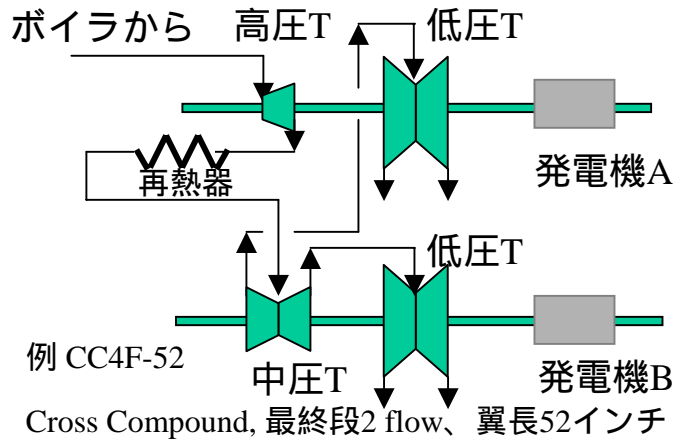 ボイラから 高圧T 低圧T
再熱器
発電機A
低圧T
例 CC4F-52
中圧T
発電機B
Cross Compound, 最終段2 flow、翼長52インチ